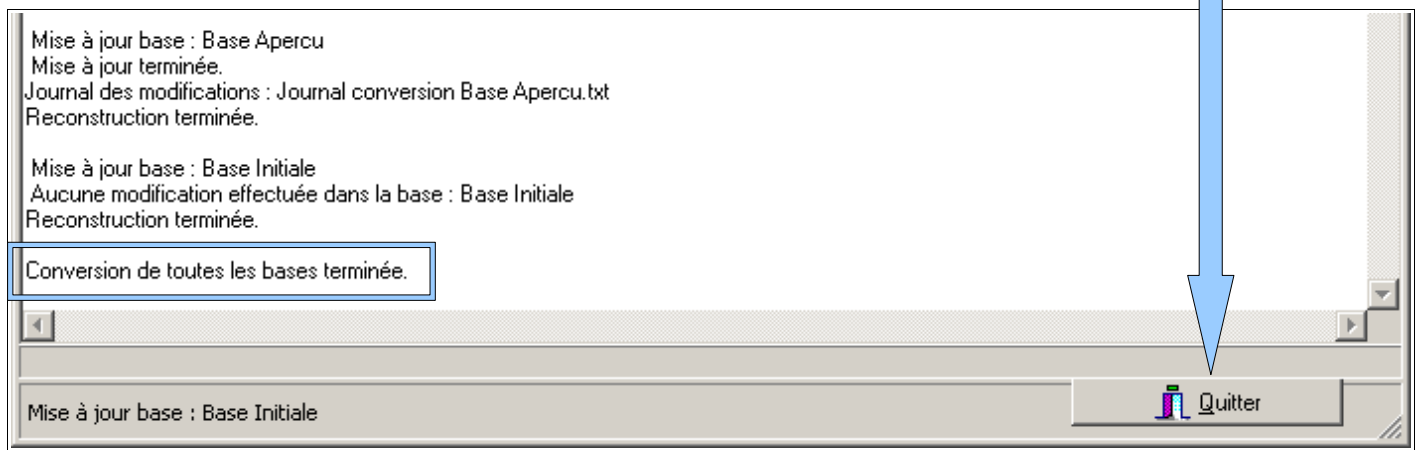 Mise à jour base : Base Apercu
Mise à jour terminée.
Journal des modifications : Journal conversion Base Apercu.txt
Reconstruction terminée.
Mise à jour base : Base Initiale
Aucune modification effectuée dans la base : Base Initiale
Reconstruction terminée.
Conversion de toutes les bases terminée.
Quitter
Mise à jour base : Base Initiale